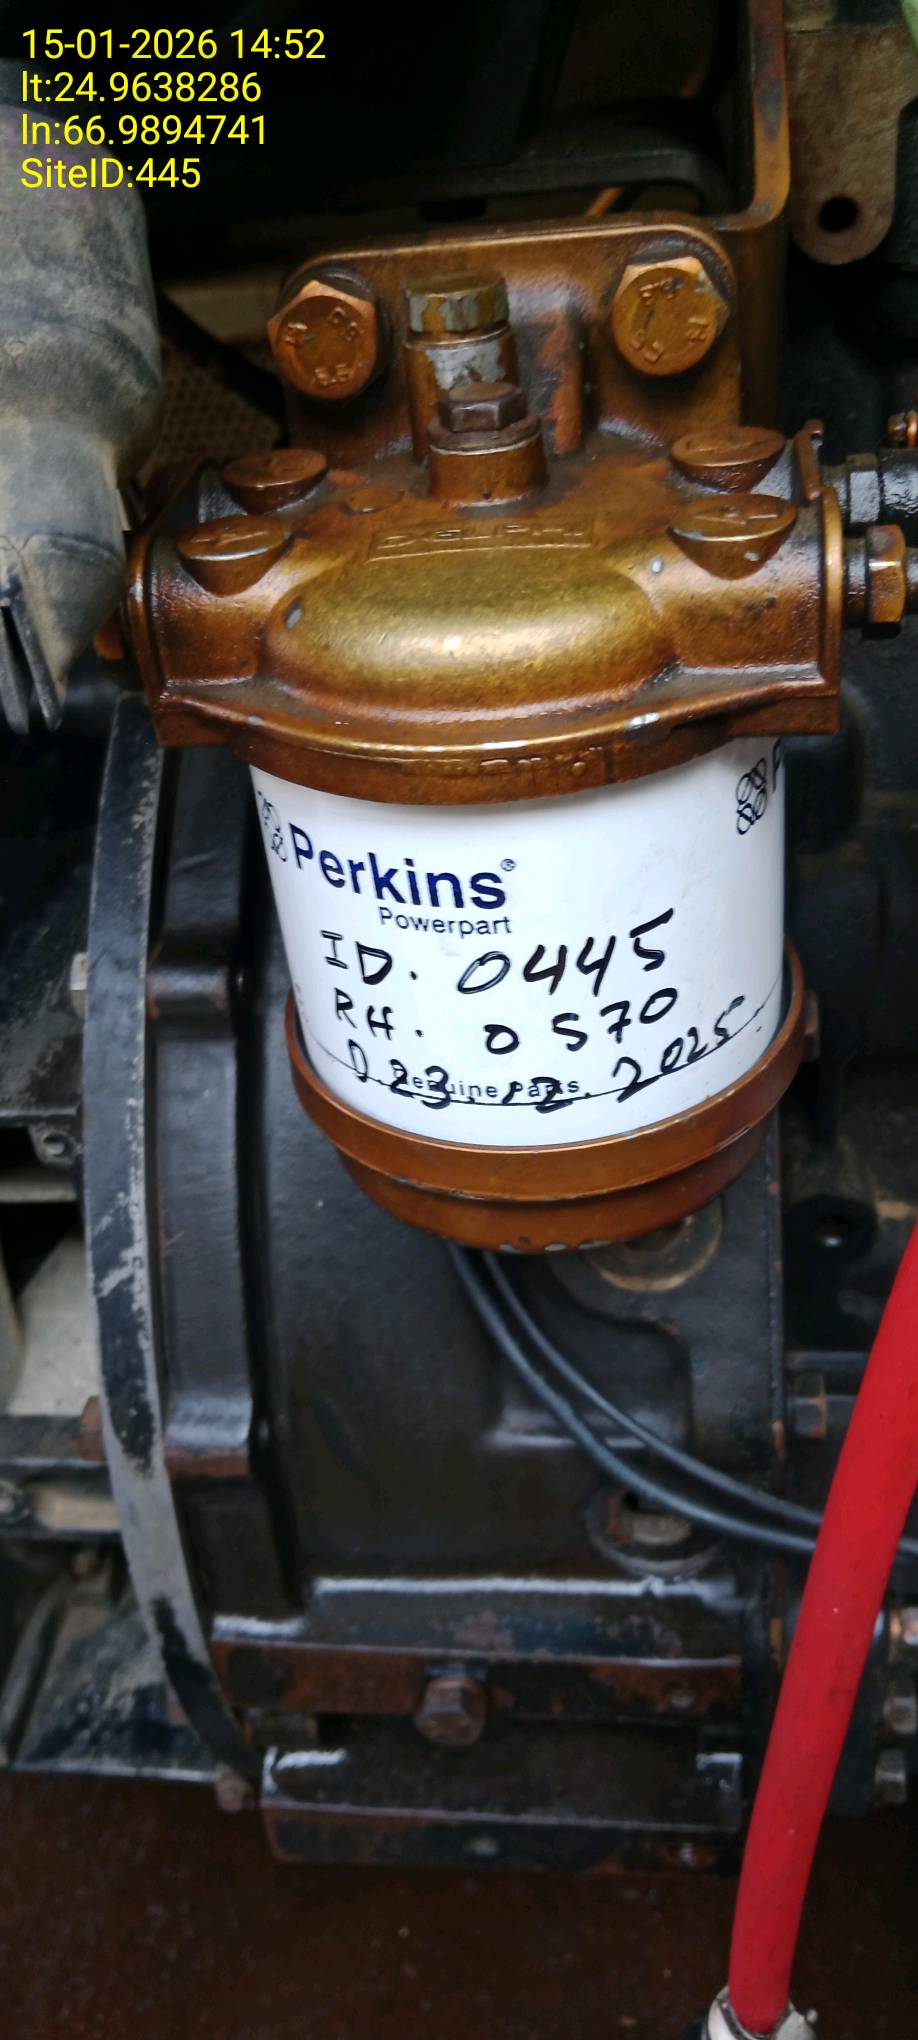 15-01-2026 14:52
lt:24.9638286
ln:66.9894741
SiteID:445
DELPHI
Perkins®
Powerpart
ID. 0445
RH. 0570
D.23.12.2025
Genuine Parts